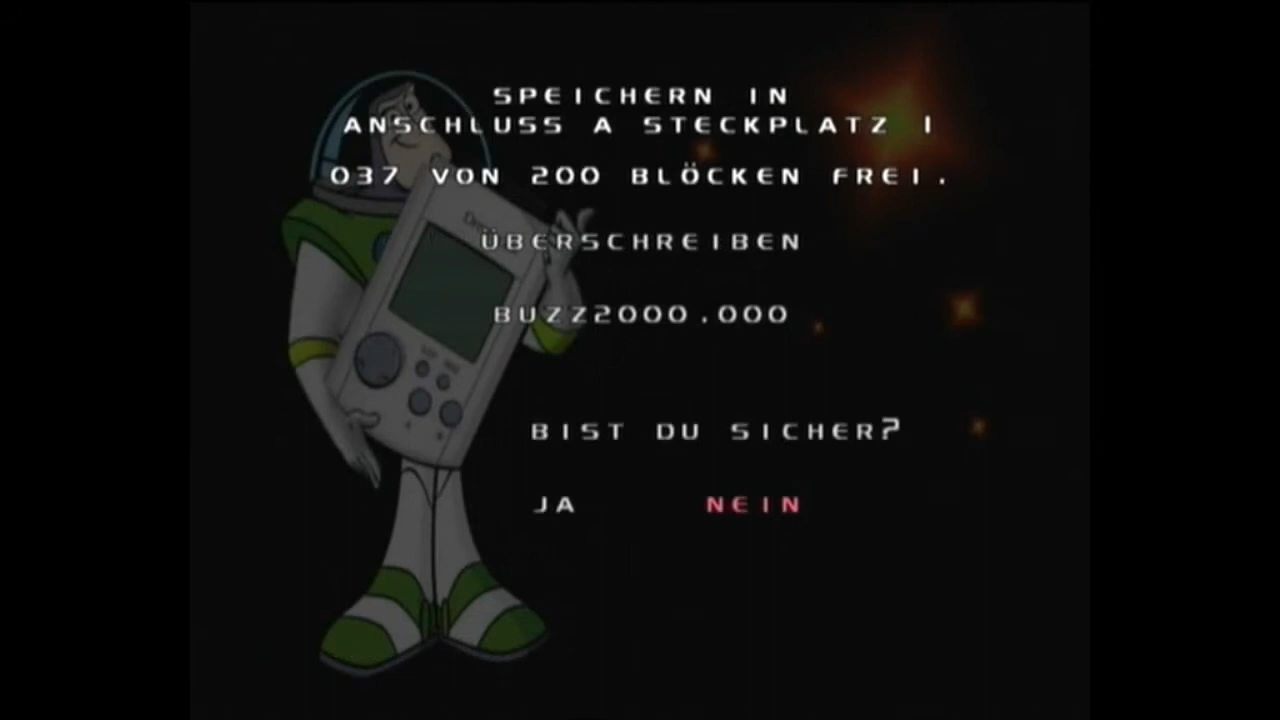 SPEICHERN IN
ANSCHLUSS A STECKPLATZ 1
037 VON 200 BLÖCKEN FREI.
ÜBERSCHREIBEN
BUZZ2000.000
BIST DU SICHER?
JA NEIN